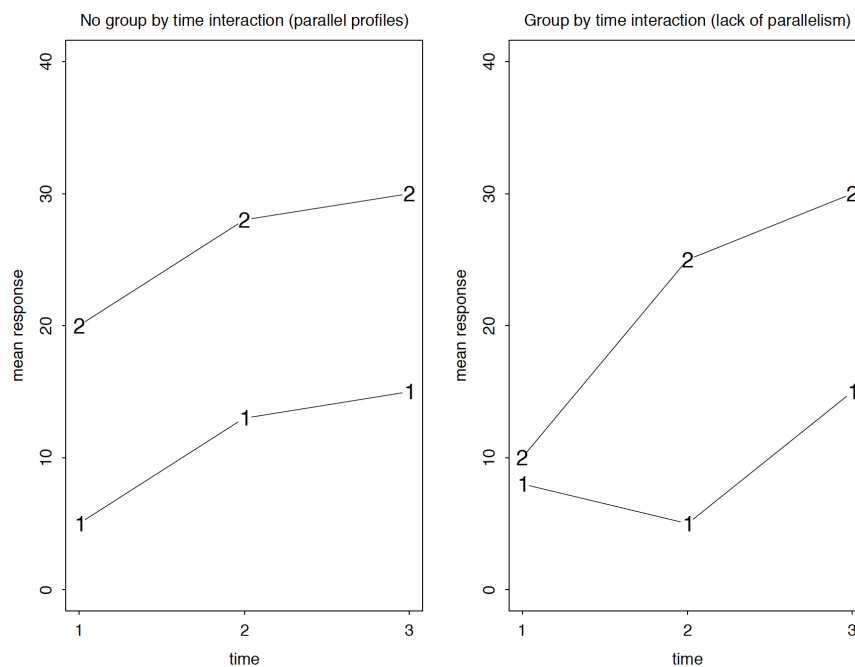 No group by time interaction (parallel profiles)
mean response
40
30
20
10
0
2
2
2
1
1
1
1 2 3
time
Group by time interaction (lack of parallelism)
mean response
40
30
20
10
0
2
2
2
1
1
1
1 2 3
time